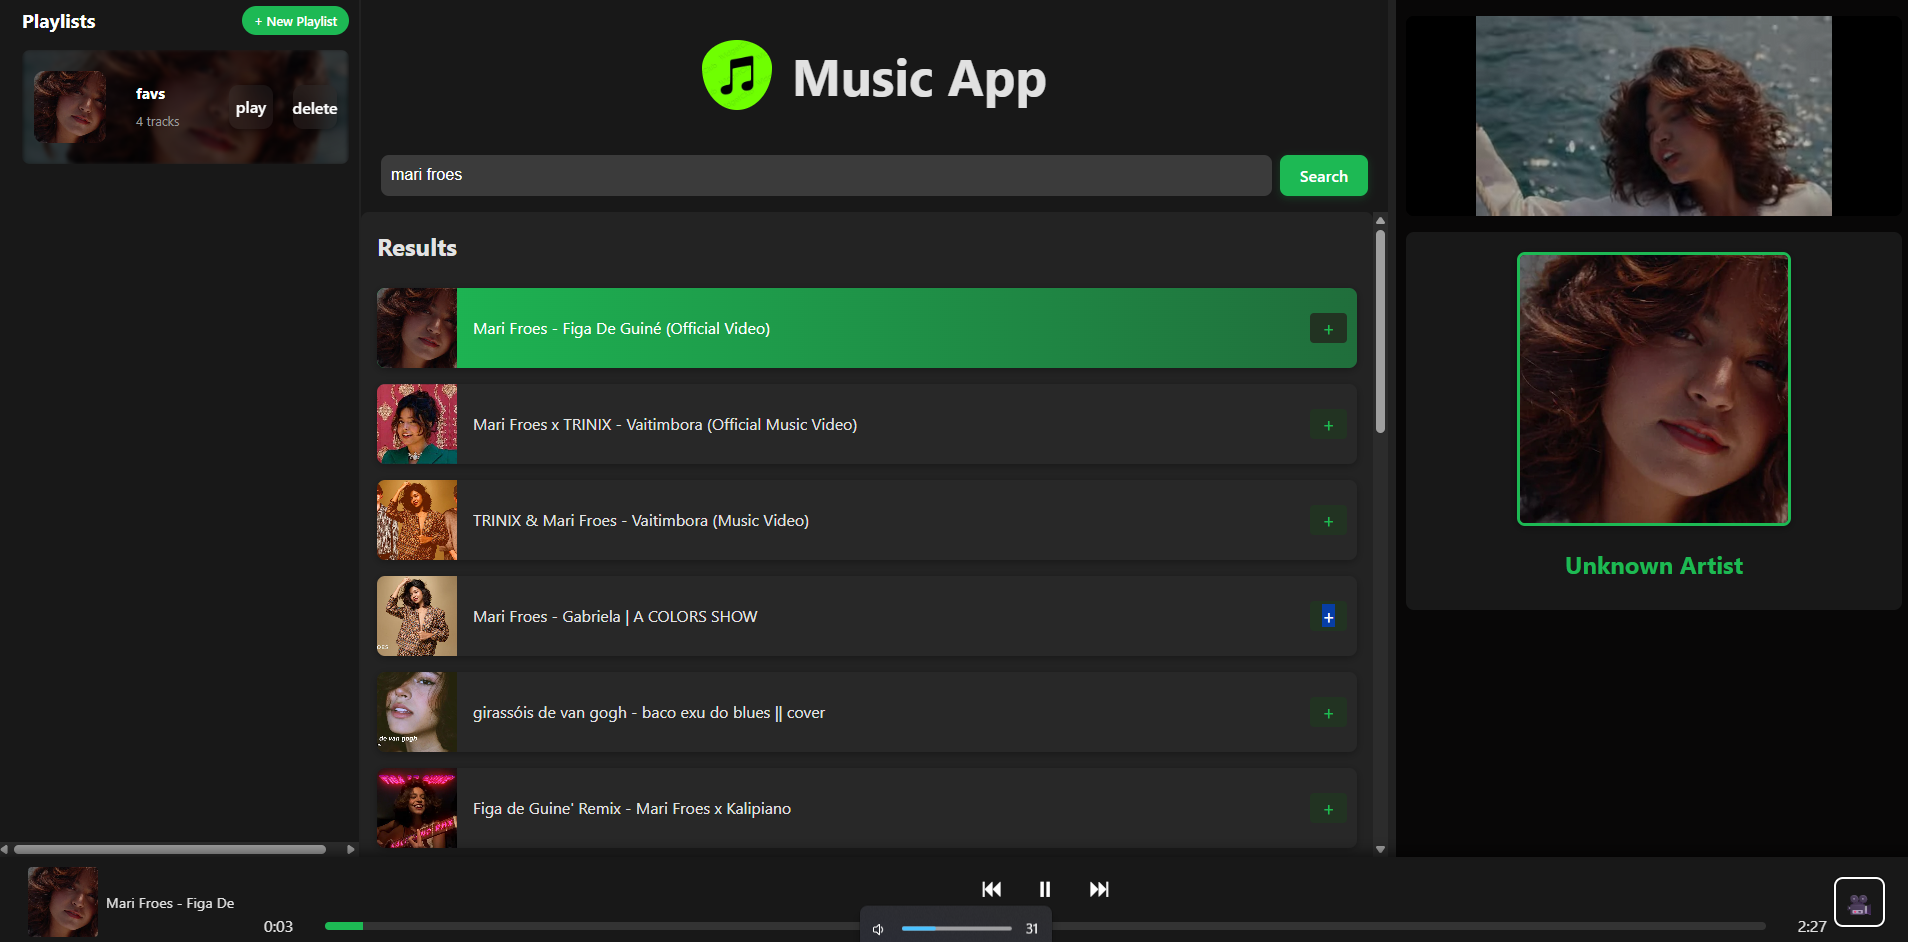 Playlists
+ New Playlist
favs
4 tracks
play
delete
Music App
mari froes
Search
Results
Mari Froes - Figa De Guiné (Official Video)
+
Mari Froes x TRINIX - Vaitimbora (Official Music Video)
+
TRINIX & Mari Froes - Vaitimbora (Music Video)
+
Mari Froes - Gabriela | A COLORS SHOW
+
girassóis de van gogh - baco exu do blues || cover
de van gogh
+
Figa de Guine' Remix - Mari Froes x Kalipiano
+
Unknown Artist
Mari Froes - Figa De
0:03
31
2:27